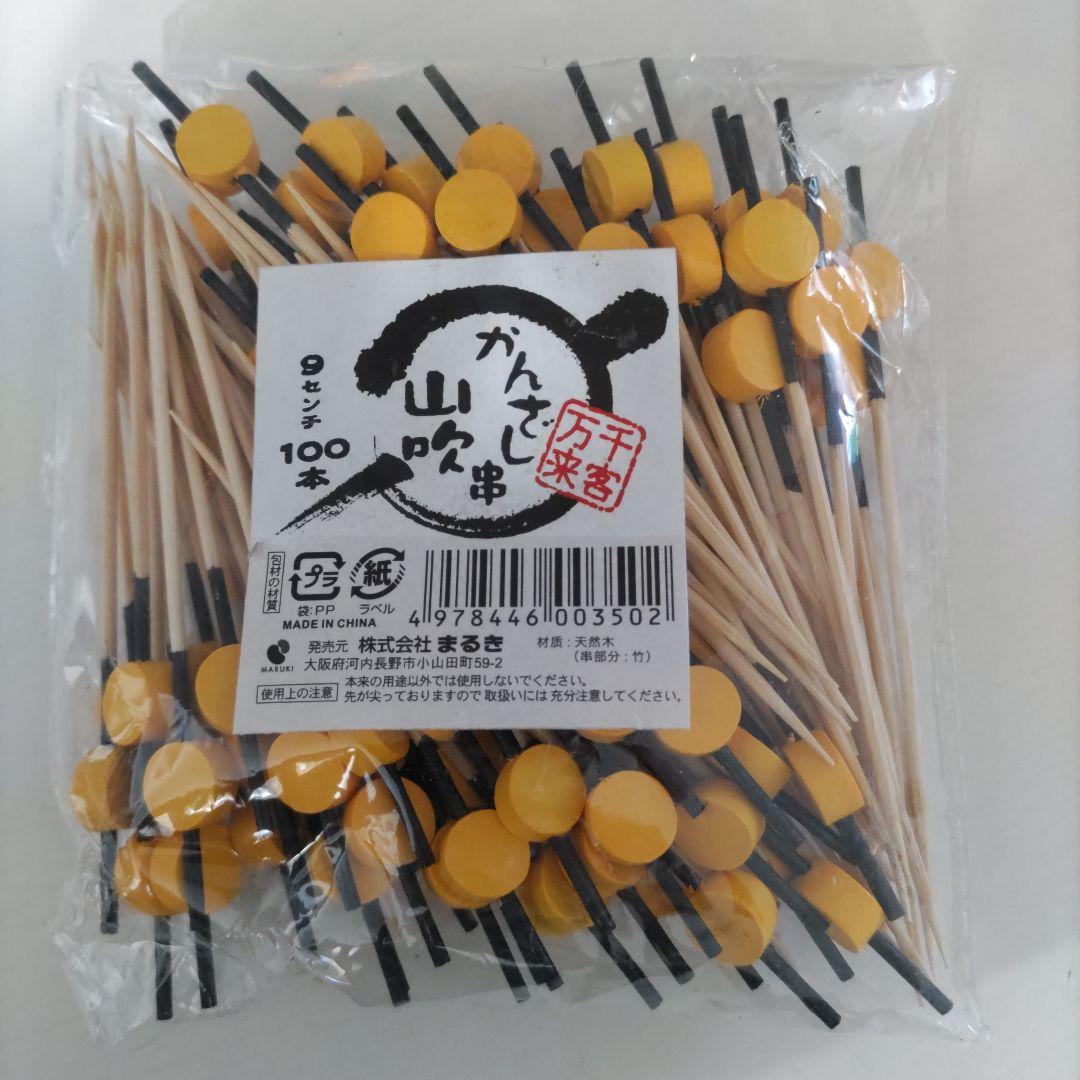 かんざし
山吹串
9センチ
100本
千客
万来
包材の材質
プラ
紙
袋:PP
ラベル
MADE IN CHINA
4 978446 003502
MARUKI
発売元 株式会社 まるき
大阪府河内長野市小山田町59-2
材質:天然木
(串部分:竹)
使用上の注意
本来の用途以外では使用しないでください。
先が尖っておりますので 取扱いには 充分注意してください。